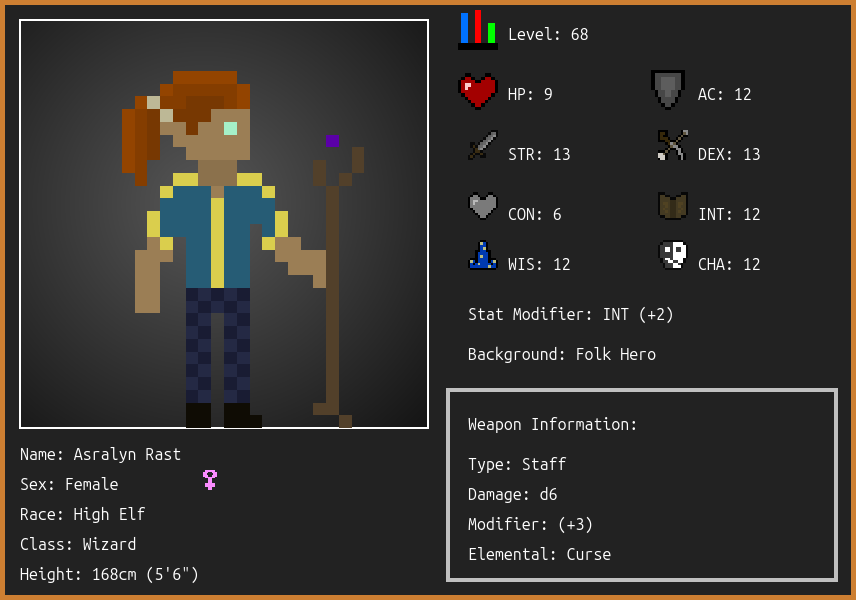 Level: 68
HP: 9
AC: 12
STR: 13
DEX: 13
CON: 6
INT: 12
WIS: 12
CHA: 12
Stat Modifier: INT (+2)
Background: Folk Hero
Weapon Information:
Type: Staff
Damage: d6
Modifier: (+3)
Elemental: Curse
Name: Asralyn Rast
Sex: Female
Race: High Elf
Class: Wizard
Height: 168cm (5'6")